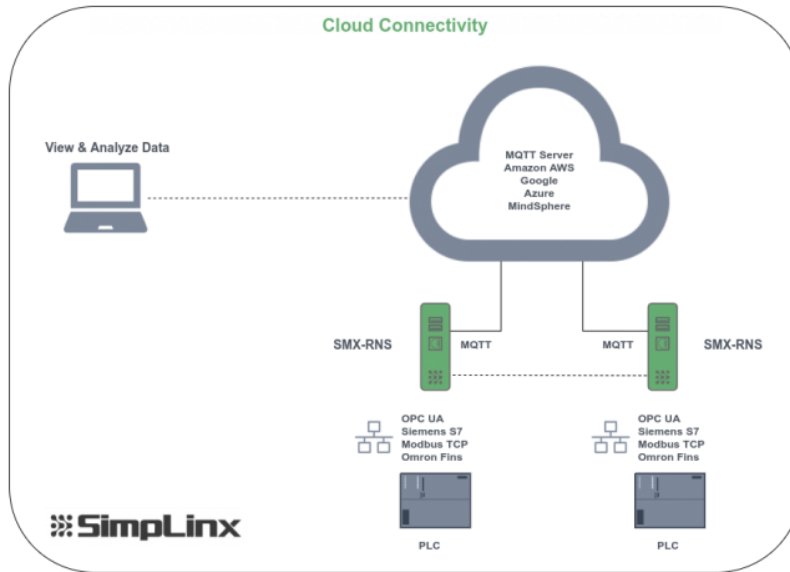 Cloud Connectivity
View & Analyze Data
MQTT Server
Amazon AWS
Google
Azure
MindSphere
SMX-RNS
MQTT
MQTT
SMX-RNS
OPC UA
Siemens S7
Modbus TCP
Omron Fins
OPC UA
Siemens S7
Modbus TCP
Omron Fins
SimpLinx
PLC
PLC